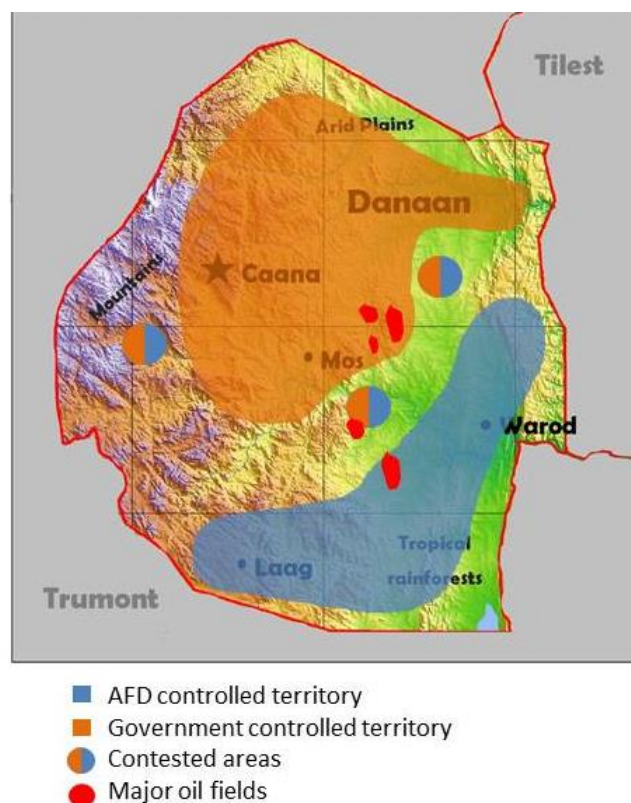 Tilest
Arid Plains
Danaan
Caana
Mountains
Mos
Warod
Tropical
rainforests
Laag
Trumont
AFD controlled territory
Government controlled territory
Contested areas
Major oil fields